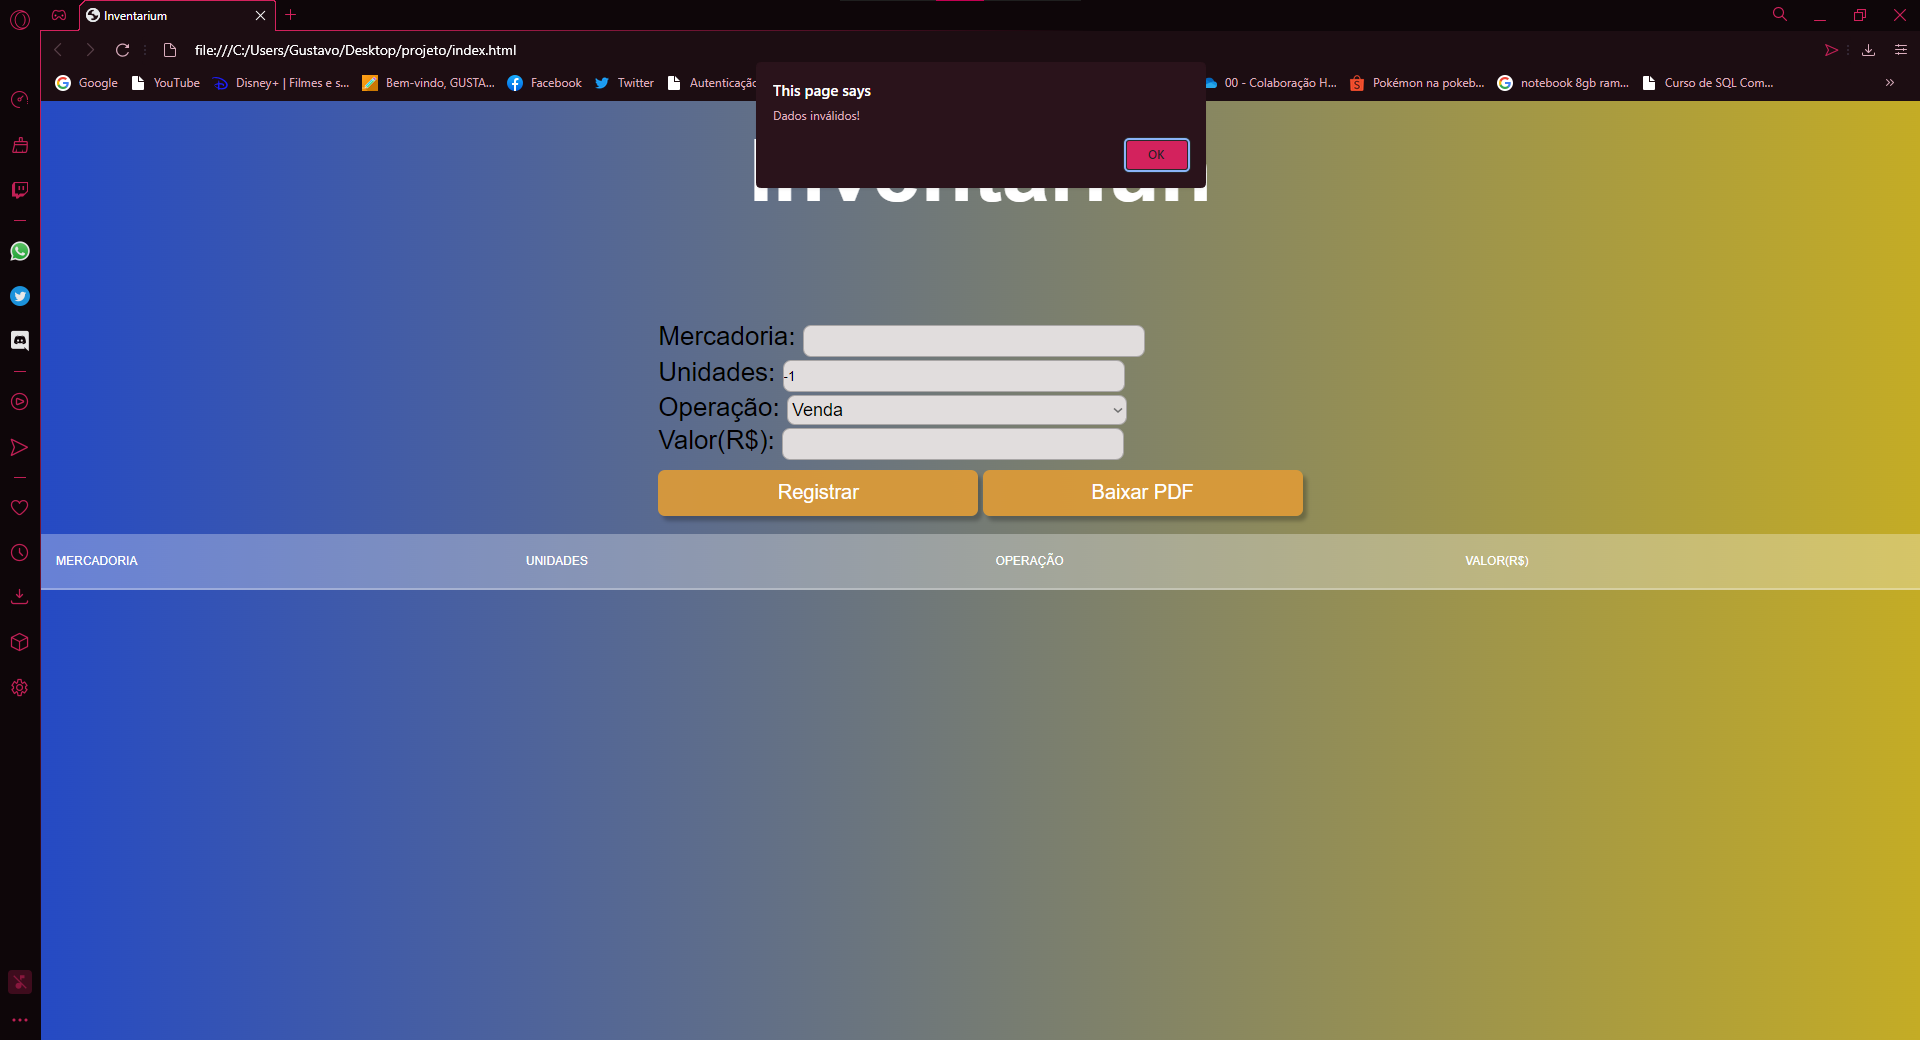 Inventarium
file:///C:/Users/Gustavo/Desktop/projeto/index.html
Google YouTube Disney+ | Filmes e s... Bem-vindo, GUSTA... Facebook Twitter Autenticação 00 - Colaboração H... Pokémon na pokeb... notebook 8gb ram... Curso de SQL Com... »
This page says
Dados inválidos!
OK
Inventarium
Mercadoria:
Unidades: -1
Operação: Venda
Valor(R$):
Registrar Baixar PDF
MERCADORIA UNIDADES OPERAÇÃO VALOR(R$)